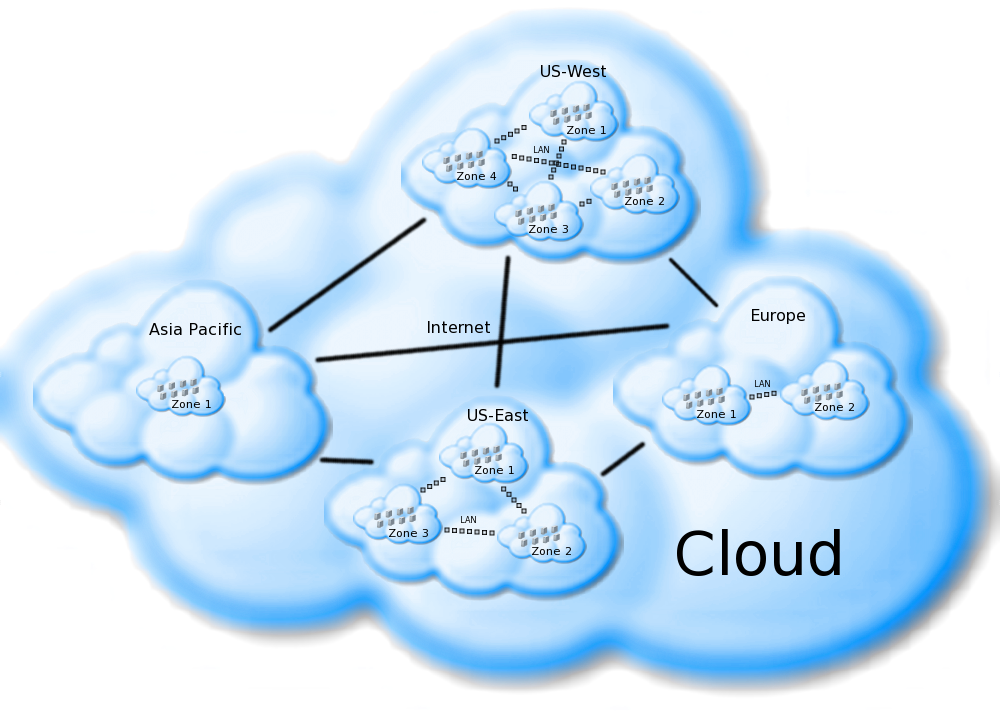 US-West
Zone 1
LAN
Zone 4
Zone 2
Zone 3
Internet
Asia Pacific
Zone 1
Europe
LAN
Zone 1
Zone 2
US-East
Zone 1
LAN
Zone 3
Zone 2
Cloud